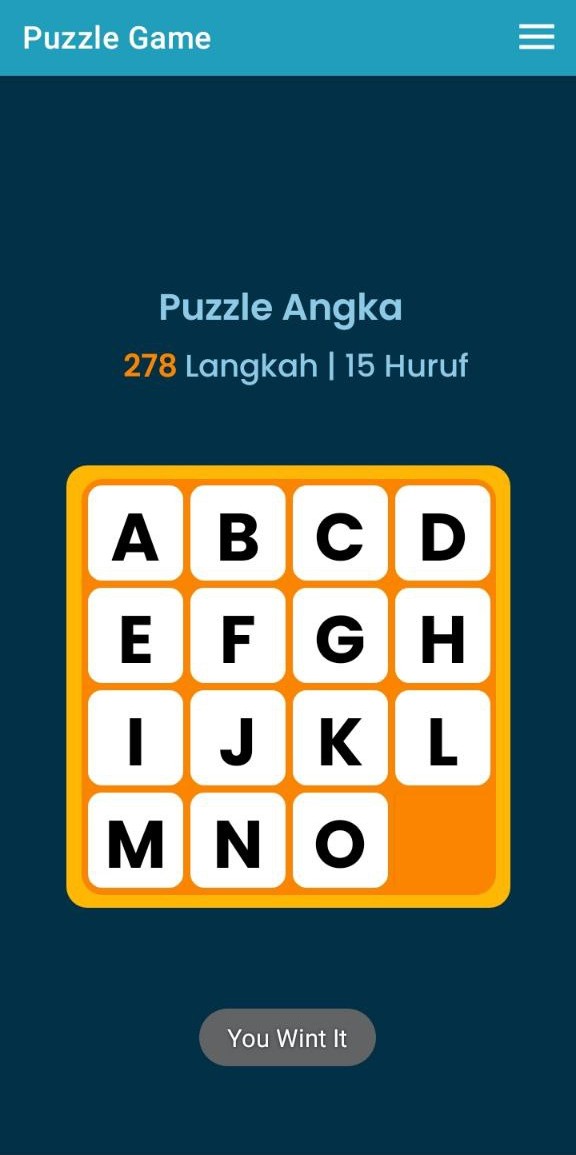 Puzzle Game
Puzzle Angka
278 Langkah | 15 Huruf
A B C D
E F G H
I J K L
M N O
You Wint It